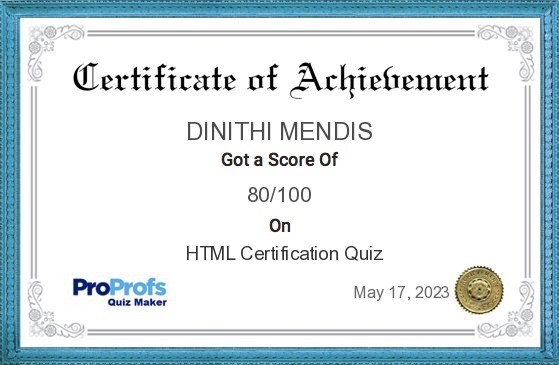 Certificate of Achievement
DINITHI MENDIS
Got a Score Of
80/100
On
HTML Certification Quiz
ProProfs
Quiz Maker
May 17, 2023